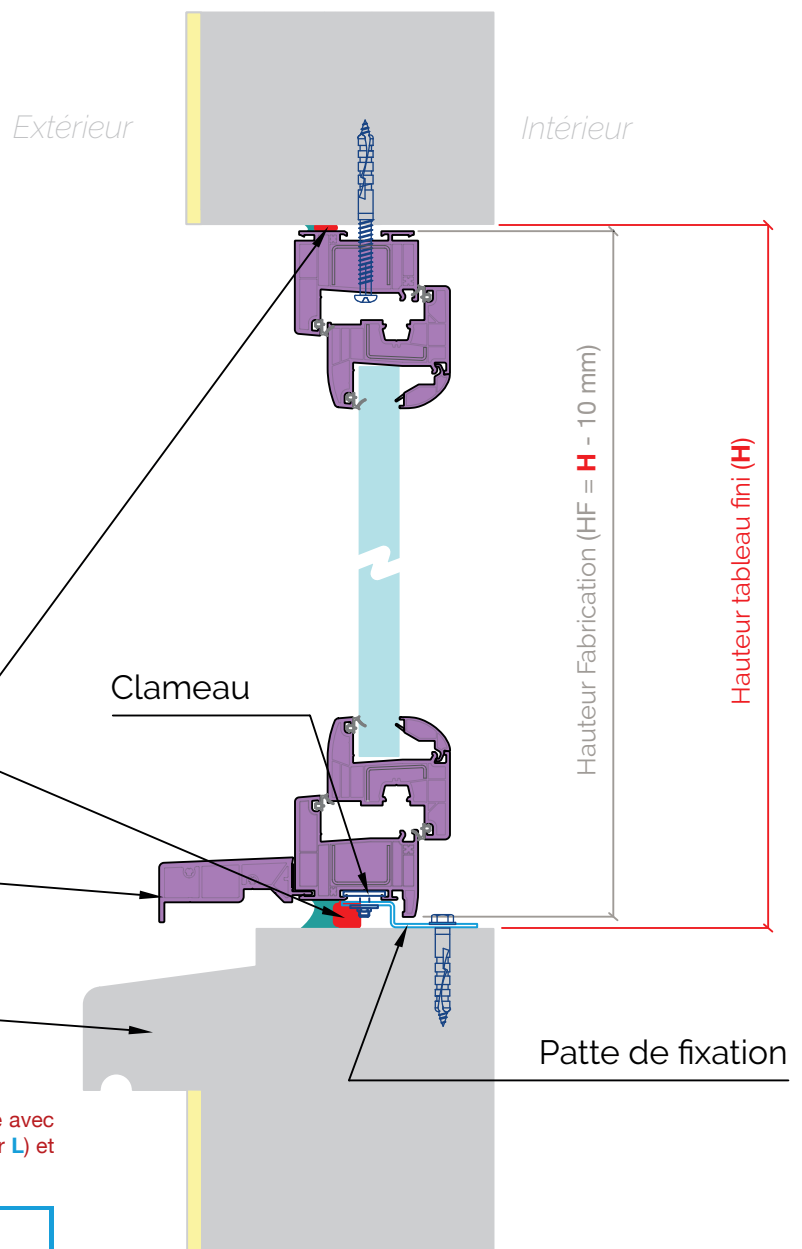 Extérieur
Intérieur
Hauteur Fabrication (HF = H - 10 mm)
Hauteur tableau fini (H)
Clameau
Patte de fixation
avec
L) et